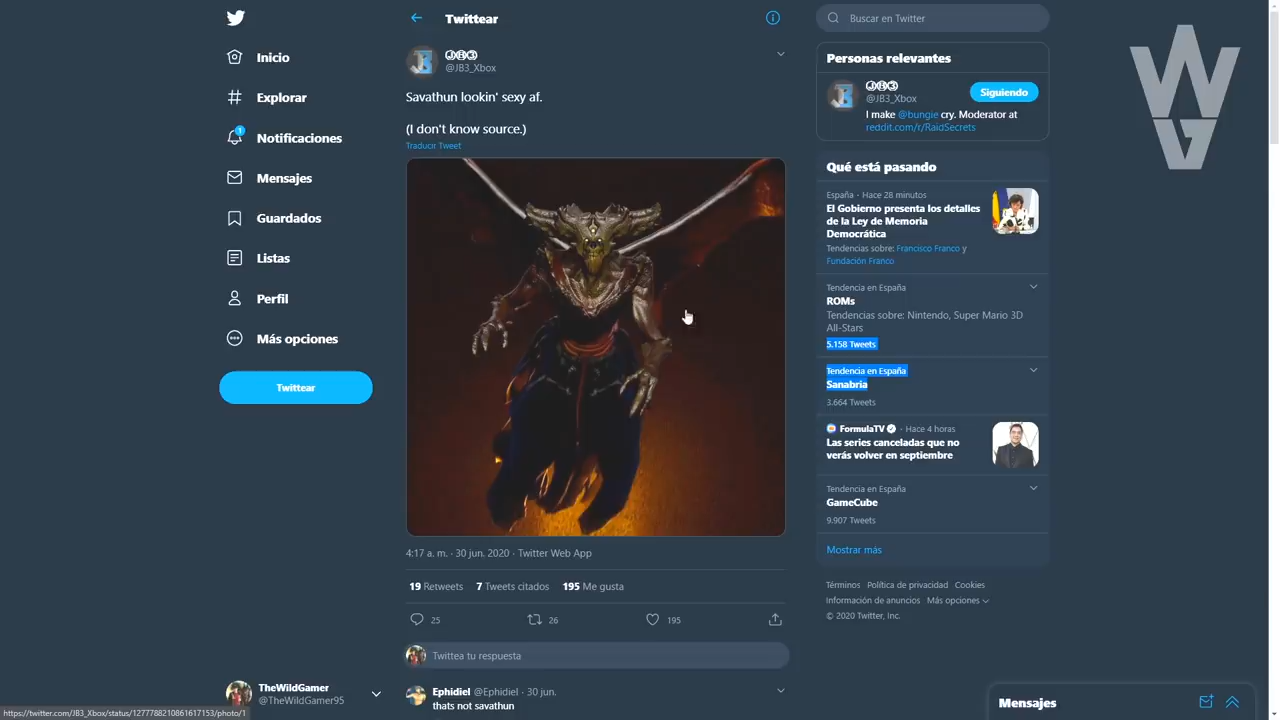 Twittear
Buscar en Twitter
Inicio
Explorar
1
Notificaciones
Mensajes
Guardados
Listas
Perfil
Más opciones
Twittear
TheWildGamer
@TheWildGamer95
ⒿⒷ③
@JB3_Xbox
Savathun lookin' sexy af.
(I don't know source.)
Traducir Tweet
4:17 a. m. · 30 jun. 2020 · Twitter Web App
19 Retweets 7 Tweets citados 195 Me gusta
25 26 195
Twittea tu respuesta
Ephidiel @Ephidiel · 30 jun.
thats not savathun
Personas relevantes
ⒿⒷ③
@JB3_Xbox
Siguiendo
I make @bungie cry. Moderator at
reddit.com/r/RaidSecrets
Qué está pasando
España · Hace 28 minutos
El Gobierno presenta los detalles
de la Ley de Memoria
Democrática
Tendencias sobre: Francisco Franco y
Fundación Franco
Tendencia en España
ROMs
Tendencias sobre: Nintendo, Super Mario 3D
All-Stars
5.158 Tweets
Tendencia en España
Sanabria
3.664 Tweets
FormulaTV · Hace 4 horas
Las series canceladas que no
verás volver en septiembre
Tendencia en España
GameCube
9.907 Tweets
Mostrar más
Términos Política de privacidad Cookies
Información de anuncios Más opciones
© 2020 Twitter, Inc.
Mensajes
WG
https://twitter.com/JB3_Xbox/status/1277788210861617153/photo/1